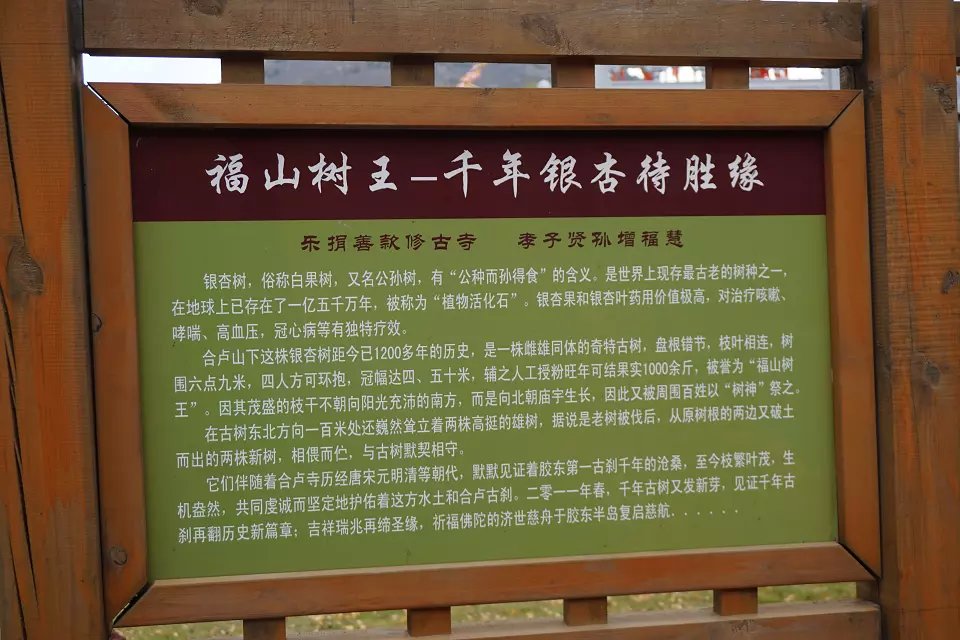 福山树王–千年银杏待胜缘
乐捐善款修古寺 孝子贤孙增福慧
银杏树，俗称白果树，又名公孙树，有“公种而孙得食”的含义。是世界上现存最古老的树种之一，
在地球上已存在了一亿五千万年，被称为“植物活化石”。银杏果和银杏叶药用价值极高，对治疗咳嗽、
哮喘、高血压，冠心病等有独特疗效。
合卢山下这株银杏树距今已1200多年的历史，是一株雌雄同体的奇特古树，盘根错节，枝叶相连，树
围六点九米，四人方可环抱，冠幅达四、五十米，辅之人工授粉旺年可结果实1000余斤，被誉为“福山树
王”。因其茂盛的枝干不朝向阳光充沛的南方，而是向北朝庙宇生长，因此又被周围百姓以“树神”祭之。
在古树东北方向一百米处还巍然耸立着两株高挺的雄树，据说是老树被伐后，从原树根的两边又破土
而出的两株新树，相偎而伫，与古树默契相守。
它们伴随着合卢寺历经唐宋元明清等朝代，默默见证着胶东第一古刹千年的沧桑，至今枝繁叶茂，生
机盎然，共同虔诚而坚定地护佑着这方水土和合卢古刹。二零一一年春，千年古树又发新芽，见证千年古
刹再翻历史新篇章；吉祥瑞兆再缔圣缘，祈福佛陀的济世慈舟于胶东半岛复启慈航．．．．．．